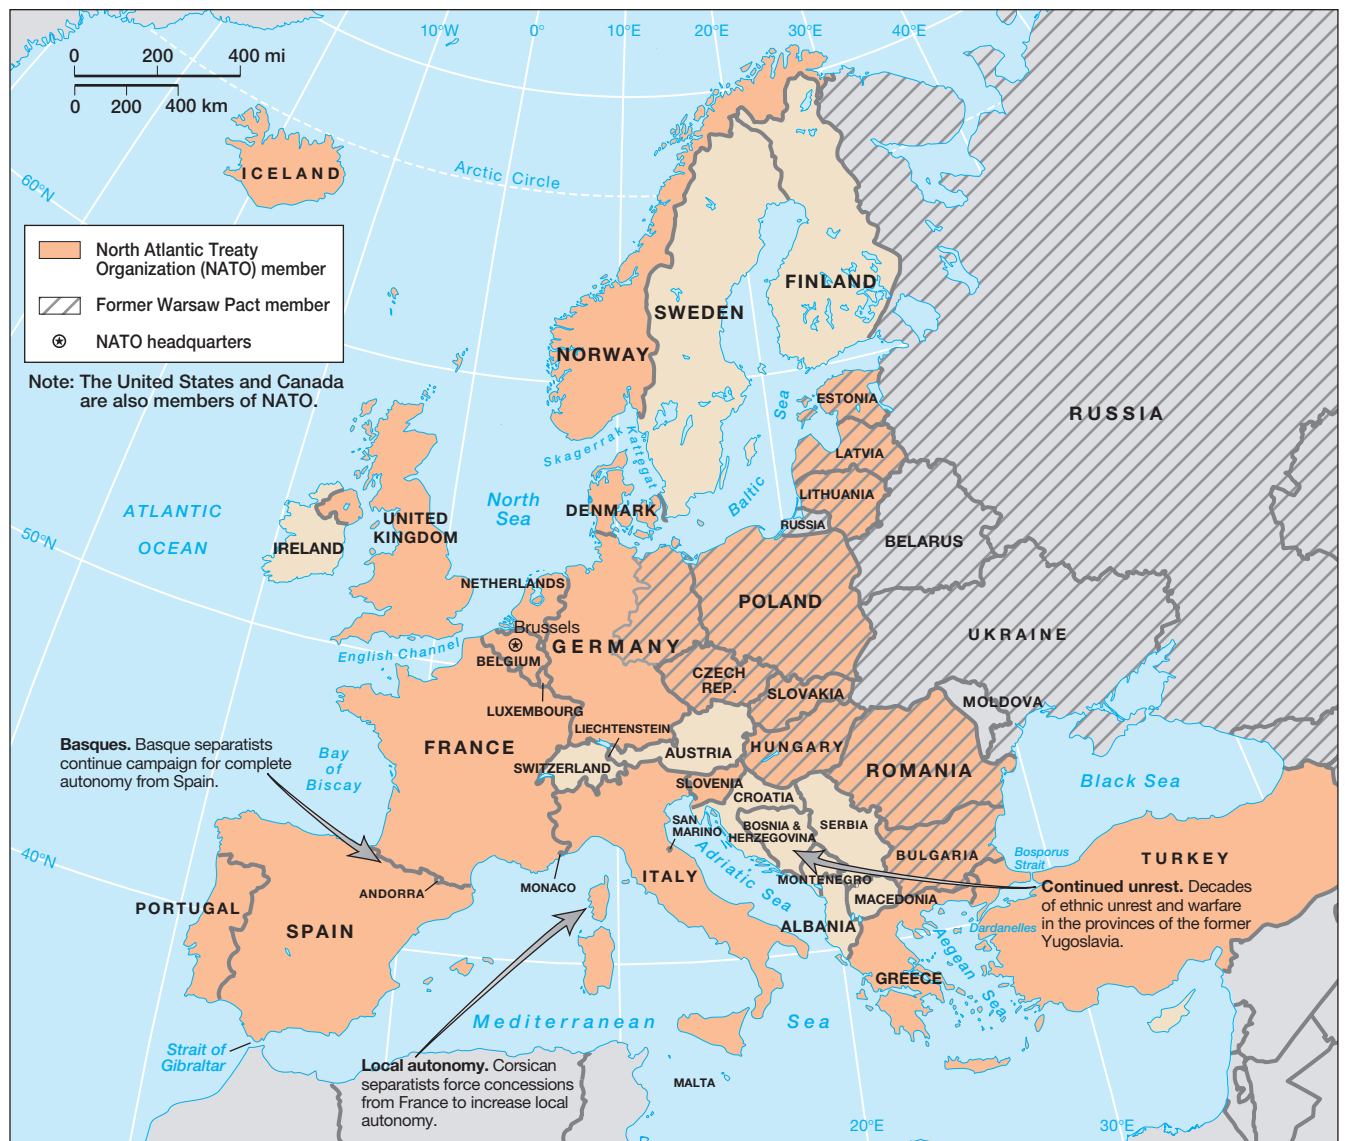 10°W
0°
10°E
20°E
30°E
40°E
0 200 400 mi
0 200 400 km
60°N
ICELAND
Arctic Circle
North Atlantic Treaty
Organization (NATO) member
Former Warsaw Pact member
NATO headquarters
Note: The United States and Canada
are also members of NATO.
FINLAND
SWEDEN
NORWAY
RUSSIA
ESTONIA
Baltic Sea
LATVIA
LITHUANIA
RUSSIA
BELARUS
Skagerrak
Kattegat
North
Sea
DENMARK
ATLANTIC
OCEAN
50°N
IRELAND
UNITED
KINGDOM
NETHERLANDS
Brussels
BELGIUM
GERMANY
POLAND
UKRAINE
English Channel
LUXEMBOURG
CZECH
REP.
SLOVAKIA
MOLDOVA
LIECHTENSTEIN
FRANCE
SWITZERLAND
AUSTRIA
HUNGARY
ROMANIA
Black Sea
Basques. Basque separatists
continue campaign for complete
autonomy from Spain.
Bay
of
Biscay
SLOVENIA
CROATIA
SAN
MARINO
BOSNIA &
HERZEGOVINA
SERBIA
BULGARIA
Bosporus
Strait
TURKEY
40°N
Adriatic Sea
ANDORRA
MONACO
ITALY
MONTENEGRO
MACEDONIA
Continued unrest. Decades
of ethnic unrest and warfare
in the provinces of the former
Yugoslavia.
PORTUGAL
SPAIN
ALBANIA
Dardanelles
Aegean Sea
GREECE
Mediterranean Sea
Strait of
Gibraltar
Local autonomy. Corsican
separatists force concessions
from France to increase local
autonomy.
MALTA
20°E
30°E